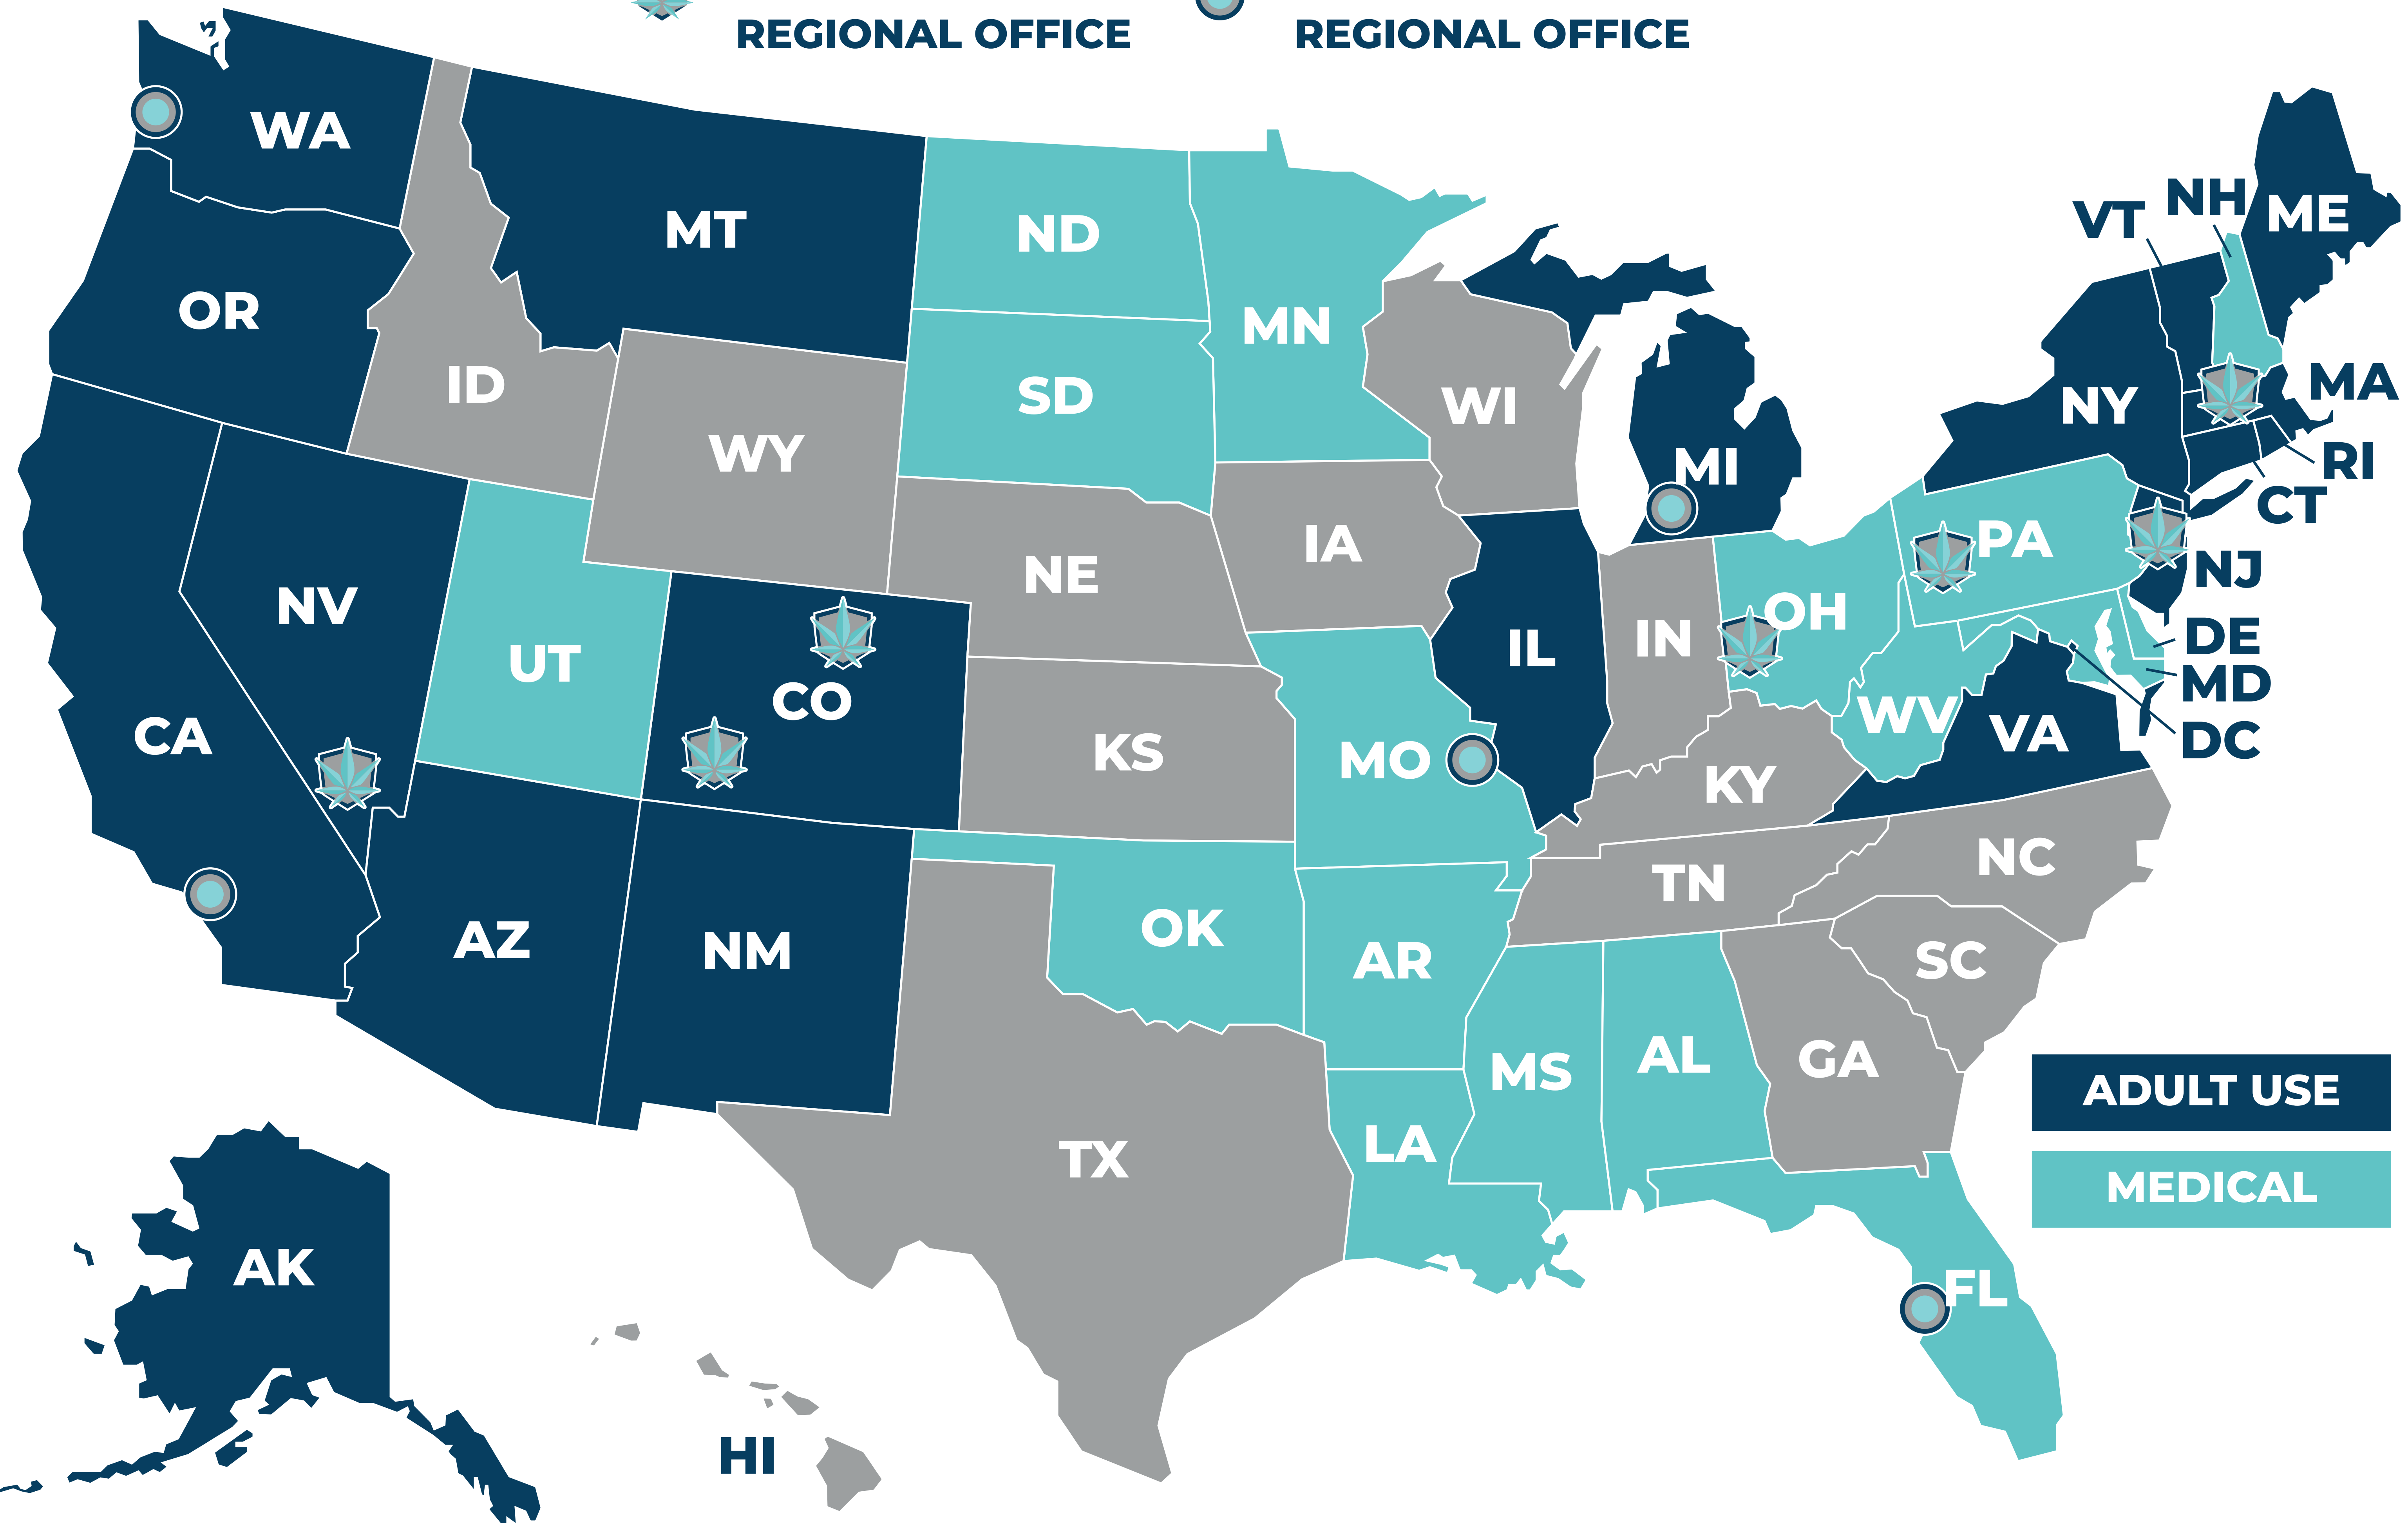 REGIONAL OFFICE
REGIONAL OFFICE
WA
MT
ND
MN
VT
NH
ME
OR
ID
SD
WY
WI
MI
NY
MA
RI
CT
NV
UT
CO
NE
IA
IL
IN
OH
PA
NJ
DE
MD
DC
CA
KS
MO
KY
WV
VA
AZ
NM
OK
AR
TN
NC
SC
MS
AL
GA
ADULT USE
MEDICAL
TX
LA
FL
AK
HI